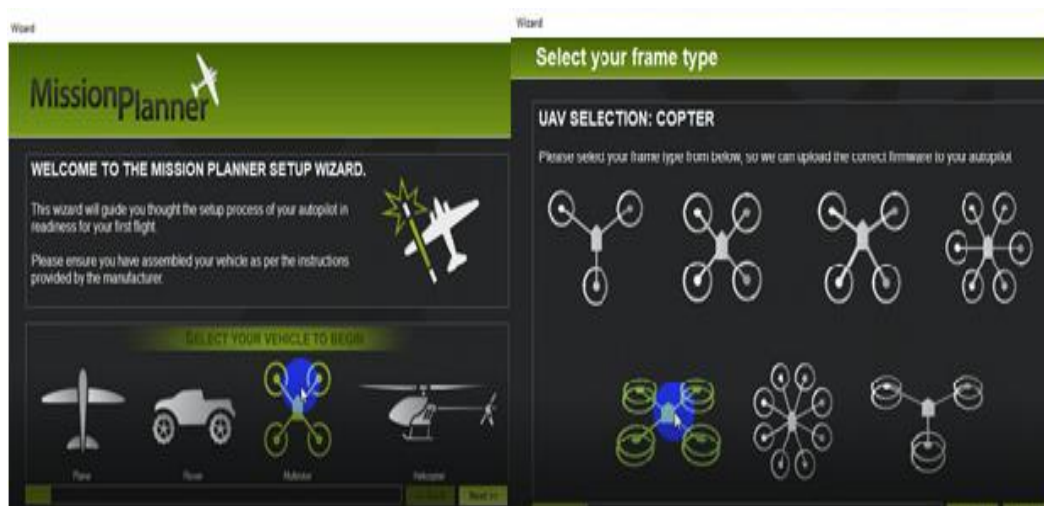 Wizard
MissionPlanner
WELCOME TO THE MISSION PLANNER SETUP WIZARD.
This wizard will guide you thought the setup process of your autopilot in
readiness for your first flight
Please ensure you have assembled your vehicle as per the instructions
provided by the manufacturer.
SELECT YOUR VEHICLE TO BEGIN
Plane
Rover
Multirotor
Helicopter
Next >>
Wizard
Select your frame type
UAV SELECTION: COPTER
Please select your frame type from below, so we can upload the correct firmware to your autopilot